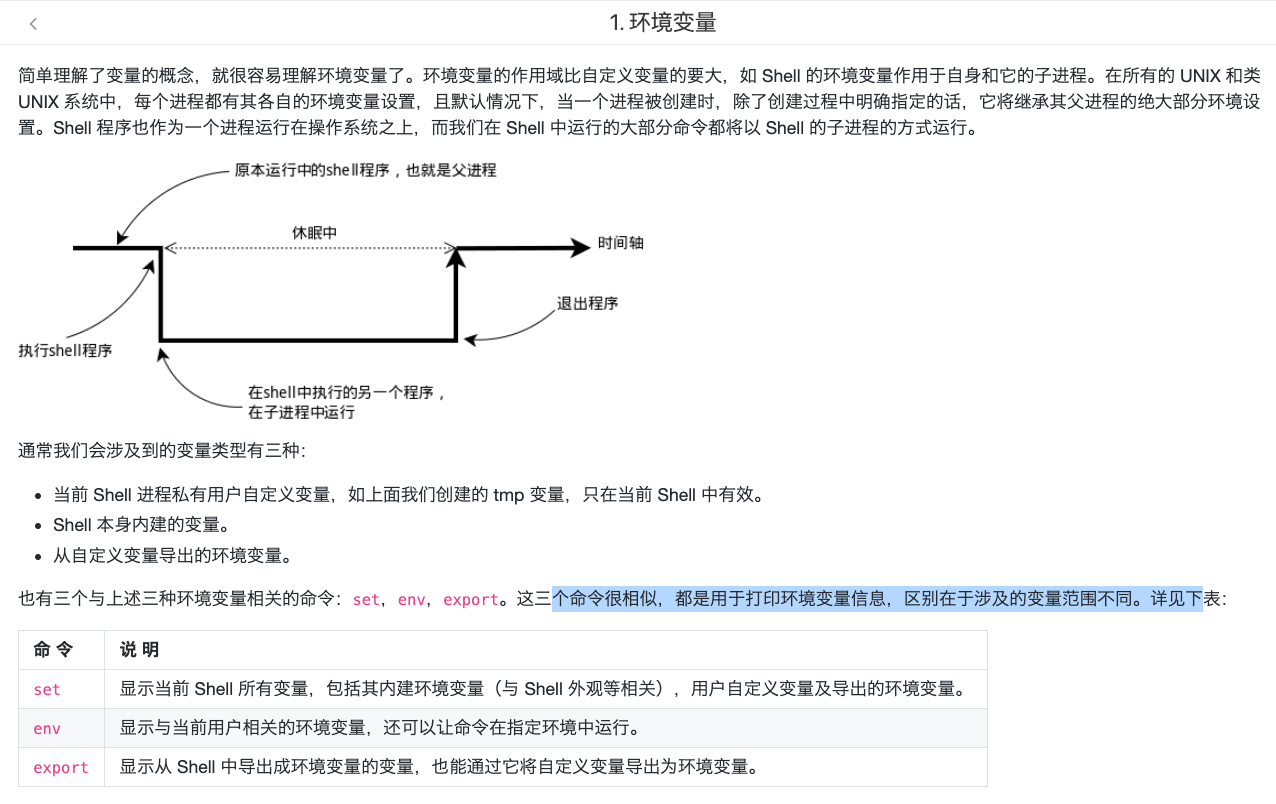 1. 环境变量
简单理解了变量的概念，就很容易理解环境变量了。环境变量的作用域比自定义变量的要大，如 Shell 的环境变量作用于自身和它的子进程。在所有的 UNIX 和类
UNIX 系统中，每个进程都有其各自的环境变量设置，且默认情况下，当一个进程被创建时，除了创建过程中明确指定的话，它将继承其父进程的绝大部分环境设
置。Shell 程序也作为一个进程运行在操作系统之上，而我们在 Shell 中运行的大部分命令都将以 Shell 的子进程的方式运行。
原本运行中的shell程序，也就是父进程
休眠中
时间轴
退出程序
执行shell程序
在shell中执行的另一个程序，
在子进程中运行
通常我们会涉及到的变量类型有三种：
当前 Shell 进程私有用户自定义变量，如上面我们创建的 tmp 变量，只在当前 Shell 中有效。
Shell 本身内建的变量。
从自定义变量导出的环境变量。
也有三个与上述三种环境变量相关的命令：set，env，export。这三个命令很相似，都是用于打印环境变量信息，区别在于涉及的变量范围不同。详见下表：
命 令 说 明
set 显示当前 Shell 所有变量，包括其内建环境变量（与 Shell 外观等相关），用户自定义变量及导出的环境变量。
env 显示与当前用户相关的环境变量，还可以让命令在指定环境中运行。
export 显示从 Shell 中导出成环境变量的变量，也能通过它将自定义变量导出为环境变量。